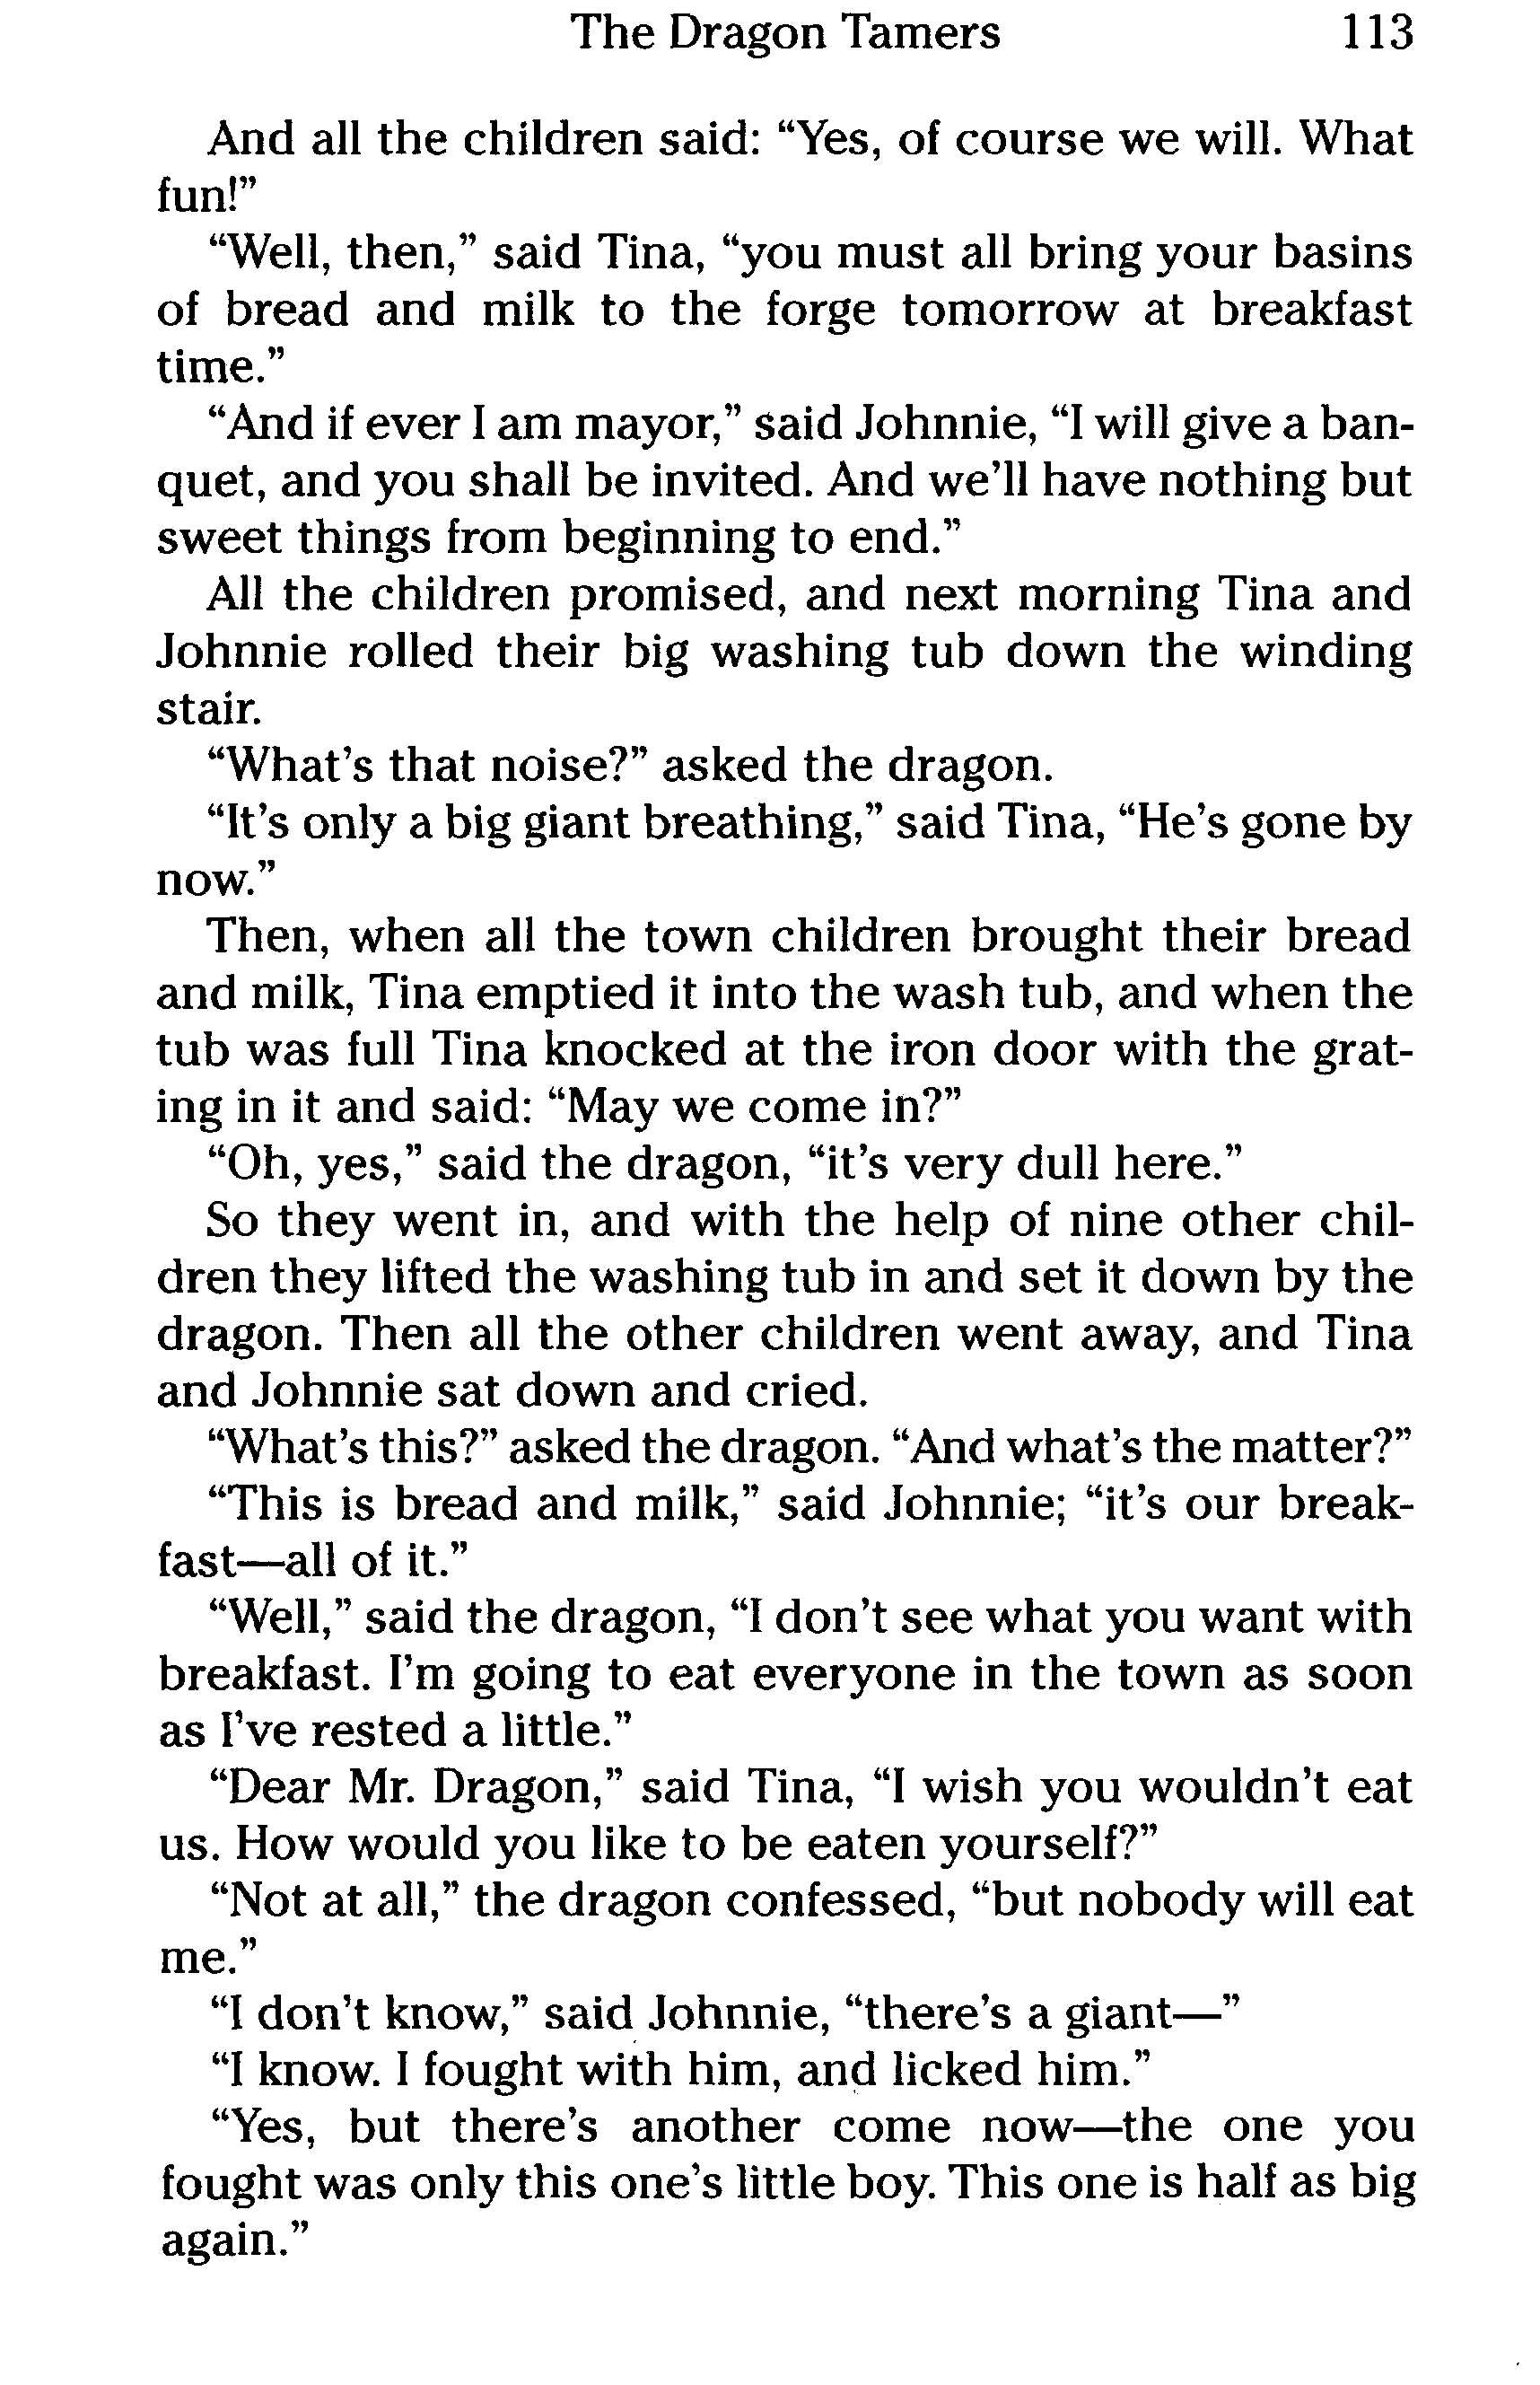 The Dragon Tamers 113
And all the children said: “Yes, of course we will. What
fun!”
“Well, then,” said Tina, “you must all bring your basins
of bread and milk to the forge tomorrow at breakfast
time.”
“And if ever I am mayor,” said Johnnie, “I will give a ban-
quet, and you shall be invited. And we’ll have nothing but
sweet things from beginning to end.”
All the children promised, and next morning Tina and
Johnnie rolled their big washing tub down the winding
stair.
“What’s that noise?” asked the dragon.
“It’s only a big giant breathing,” said Tina, “He’s gone by
now.”
Then, when all the town children brought their bread
and milk, Tina emptied it into the wash tub, and when the
tub was full Tina knocked at the iron door with the grat-
ing in it and said: “May we come in?”
“Oh, yes,” said the dragon, “it’s very dull here.”
So they went in, and with the help of nine other chil-
dren they lifted the washing tub in and set it down by the
dragon. Then all the other children went away, and Tina
and Johnnie sat down and cried.
“What’s this?” asked the dragon. “And what’s the matter?”
“This is bread and milk,” said Johnnie; “it’s our break-
fast—all of it.”
“Well,” said the dragon, “I don’t see what you want with
breakfast. I’m going to eat everyone in the town as soon
as I’ve rested a little.”
“Dear Mr. Dragon,” said Tina, “I wish you wouldn’t eat
us. How would you like to be eaten yourself?”
“Not at all,” the dragon confessed, “but nobody will eat
me.”
“I don’t know,” said Johnnie, “there’s a giant—”
“I know. I fought with him, and licked him.”
“Yes, but there’s another come now—the one you
fought was only this one’s little boy. This one is half as big
again.”